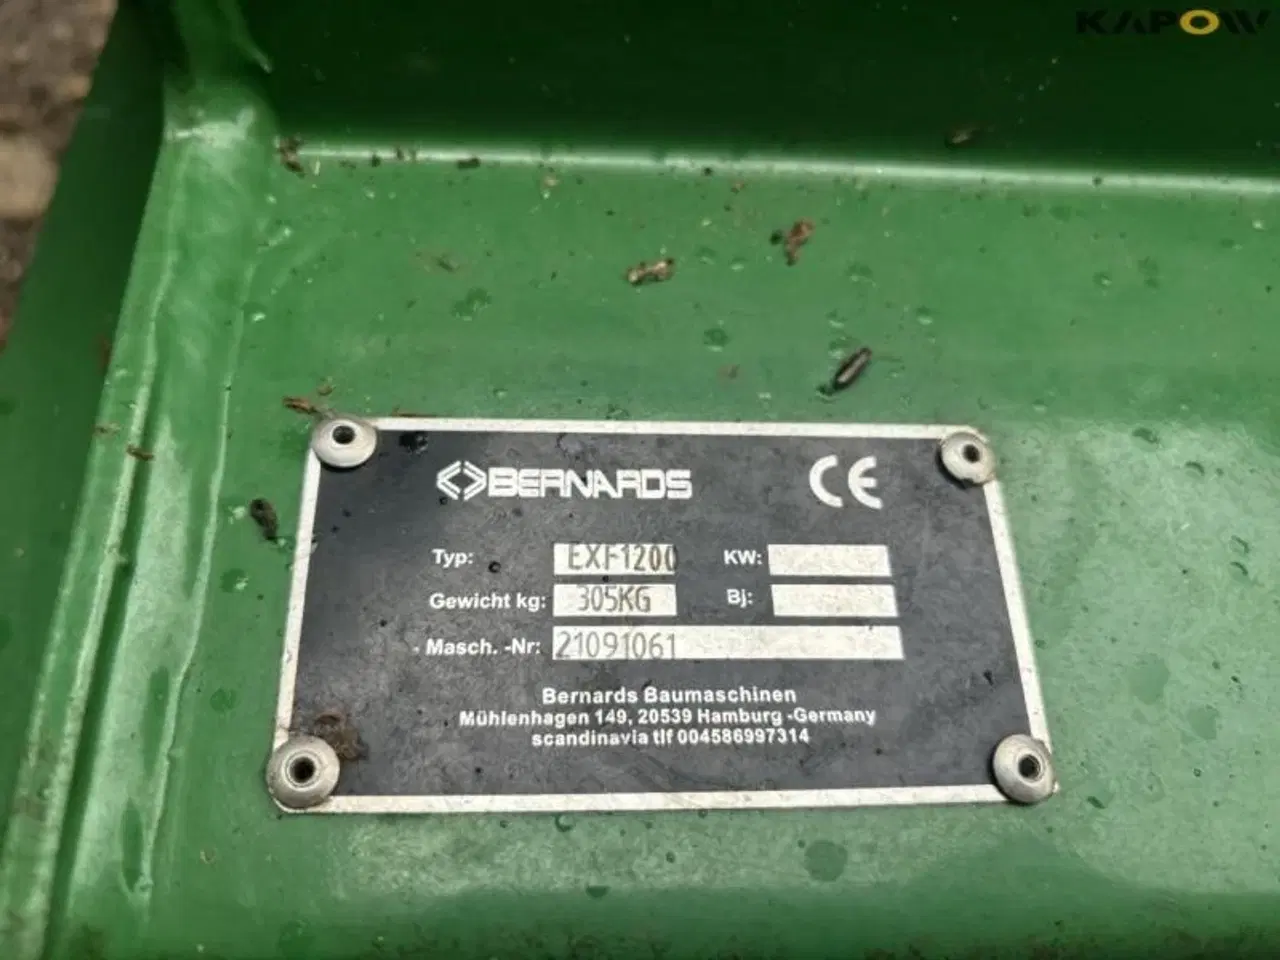 KAPOW
BERNARDS CE
Typ: EXF1200 KW:
Gewicht kg: 305KG Bj:
Masch. -Nr: 21091061
Bernards Baumaschinen
Mühlenhagen 149, 20539 Hamburg -Germany
scandinavia tlf 004586997314